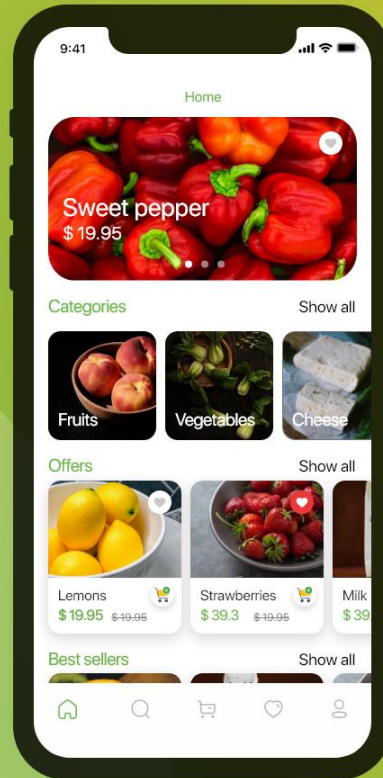 9:41
Home
Sweet pepper
$ 19.95
Categories Show all
Fruits Vegetables Cheese
Offers Show all
Lemons Strawberries Milk
$ 19.95 $ 19.95 $ 39.3 $ 19.95 $ 39
Best sellers Show all